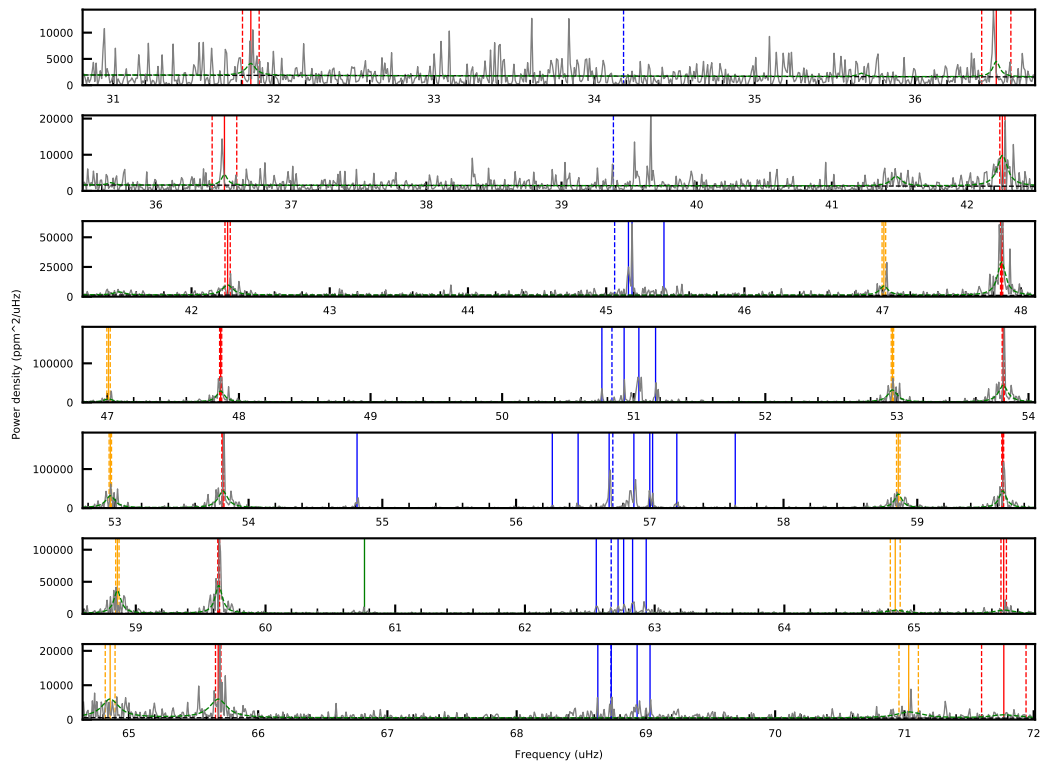 10000
5000
0
31 32 33 34 35 36
20000
10000
0
36 37 38 39 40 41 42
50000
25000
0
42 43 44 45 46 47 48
Power density (ppm^2/uHz)
100000
0
47 48 49 50 51 52 53 54
100000
0
53 54 55 56 57 58 59
100000
50000
0
59 60 61 62 63 64 65
20000
10000
0
65 66 67 68 69 70 71 72
Frequency (uHz)